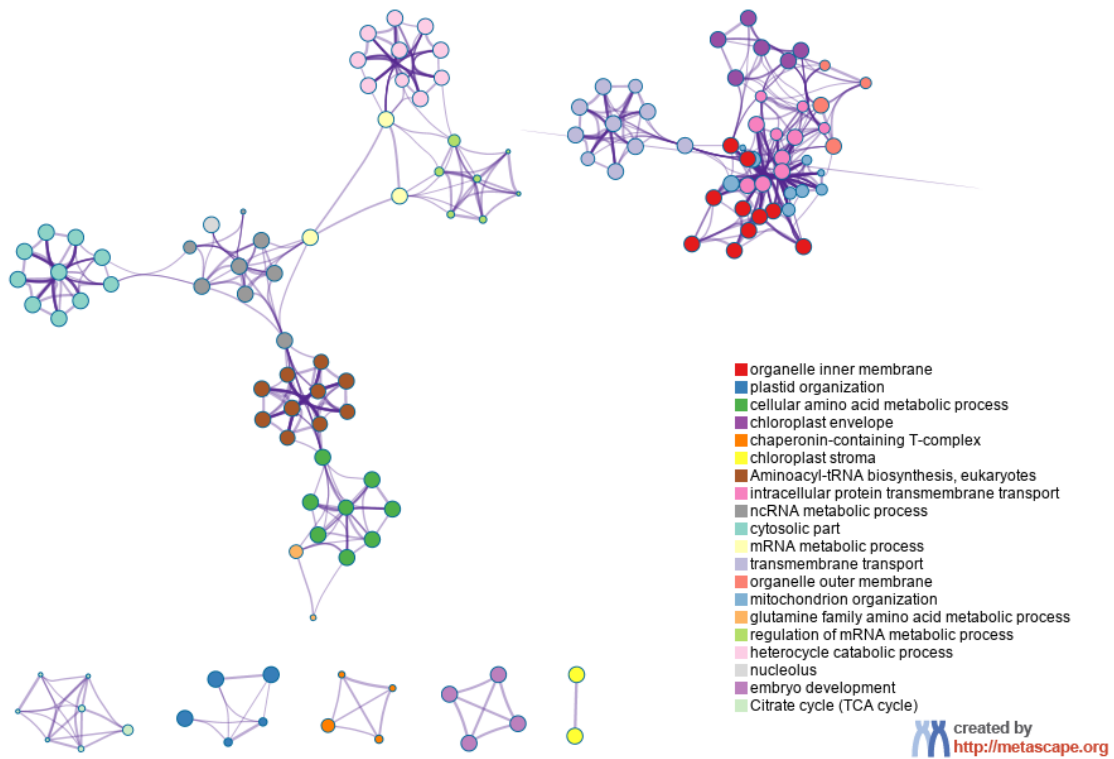 organelle inner membrane
plastid organization
cellular amino acid metabolic process
chloroplast envelope
chaperonin-containing T-complex
chloroplast stroma
Aminoacyl-tRNA biosynthesis, eukaryotes
intracellular protein transmembrane transport
ncRNA metabolic process
cytosolic part
mRNA metabolic process
transmembrane transport
organelle outer membrane
mitochondrion organization
glutamine family amino acid metabolic process
regulation of mRNA metabolic process
heterocycle catabolic process
nucleolus
embryo development
Citrate cycle (TCA cycle)
created by
http://metascape.org